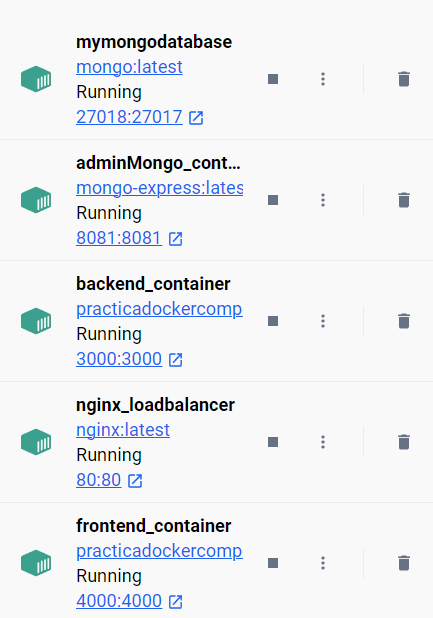 mymongodatabase
mongo:latest
Running
27018:27017
adminMongo_cont...
mongo-express:lates
Running
8081:8081
backend_container
practicadockercomp
Running
3000:3000
nginx_loadbalancer
nginx:latest
Running
80:80
frontend_container
practicadockercomp
Running
4000:4000